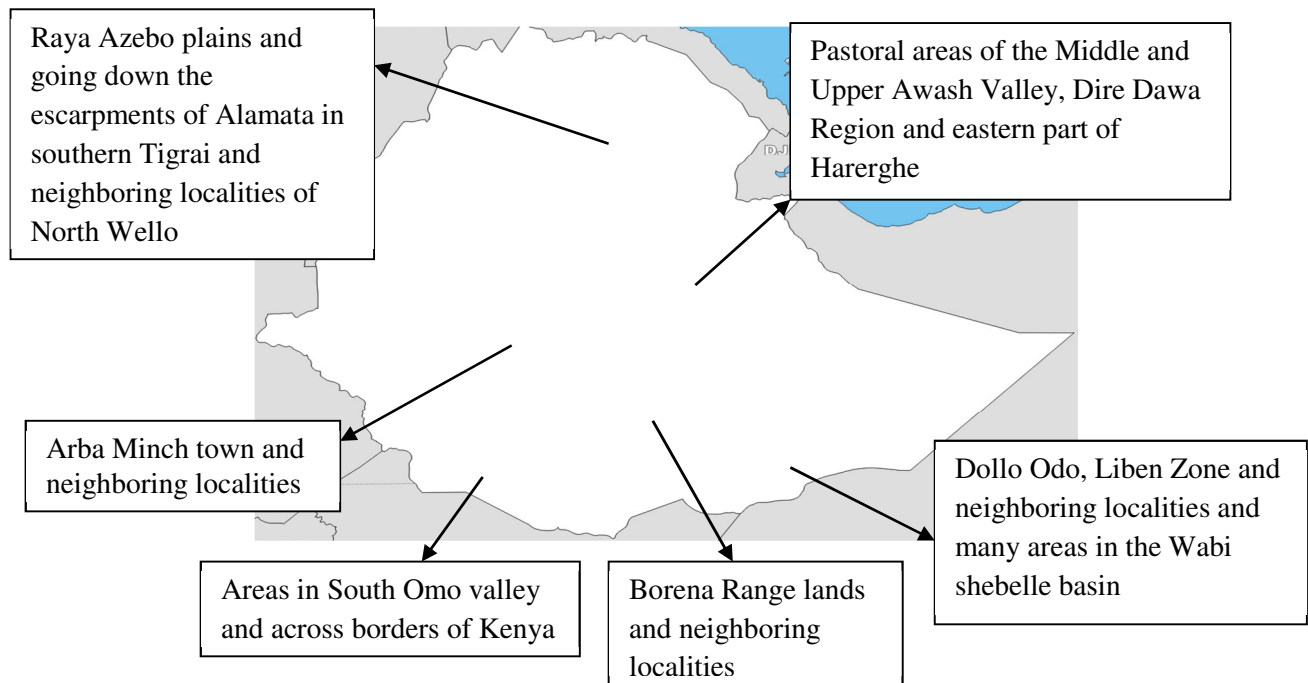 Raya Azebo plains and
going down the
escarpments of Alamata in
southern Tigrai and
neighboring localities of
North Wello
Pastoral areas of the Middle and
Upper Awash Valley, Dire Dawa
Region and eastern part of
Harerghe
DJ
Arba Minch town and
neighboring localities
Dollo Odo, Liben Zone and
neighboring localities and
many areas in the Wabi
shebelle basin
Areas in South Omo valley
and across borders of Kenya
Borena Range lands
and neighboring
localities